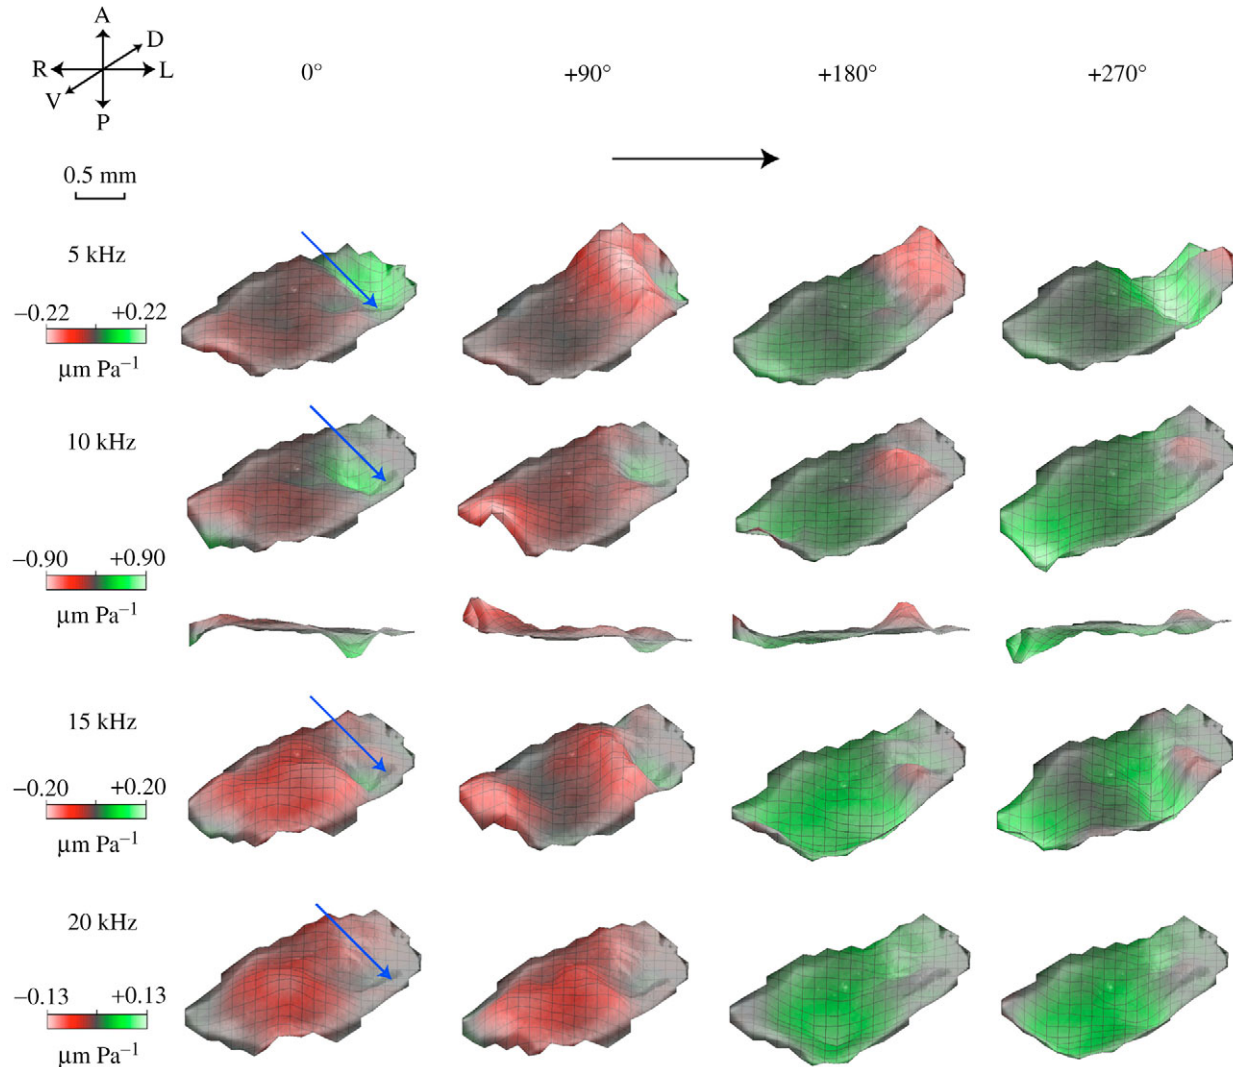 A
D
R
L
V
P
0°
+90°
+180°
+270°
0.5 mm
5 kHz
−0.22 +0.22
µm Pa⁻¹
10 kHz
−0.90 +0.90
µm Pa⁻¹
15 kHz
−0.20 +0.20
µm Pa⁻¹
20 kHz
−0.13 +0.13
µm Pa⁻¹